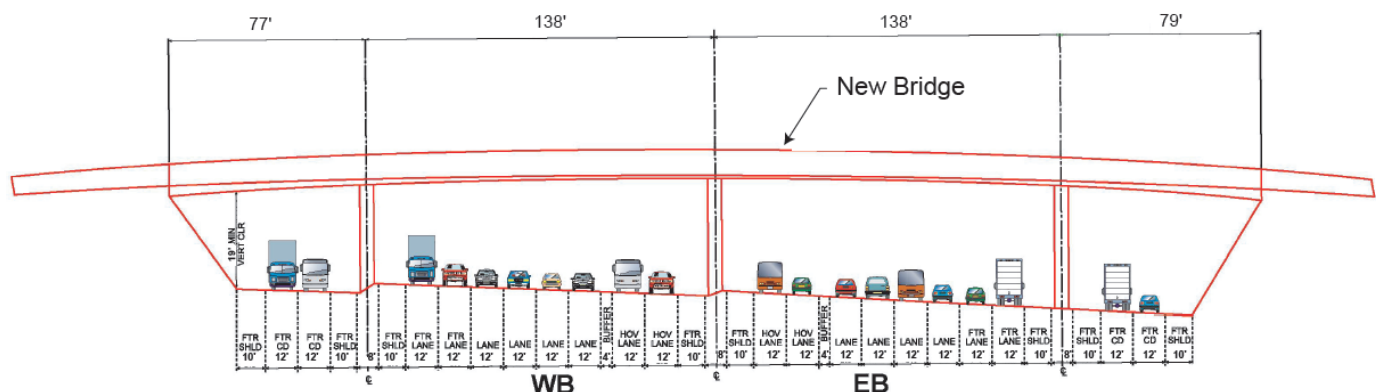 77'
138'
138'
79'
New Bridge
19' MIN
VERT CLR
FTR
SHLD
10'
FTR
CD
12'
FTR
CD
12'
FTR
SHLD
10'
8'
FTR
SHLD
10'
FTR
LANE
12'
FTR
LANE
12'
LANE
12'
LANE
12'
LANE
12'
LANE
12'
BUFFER
4'
HOV
LANE
12'
HOV
LANE
12'
FTR
SHLD
10'
8'
FTR
SHLD
10'
HOV
LANE
12'
HOV
LANE
12'
BUFFER
4'
LANE
12'
LANE
12'
LANE
12'
LANE
12'
FTR
LANE
12'
FTR
LANE
12'
FTR
SHLD
10'
8'
FTR
SHLD
10'
FTR
CD
12'
FTR
CD
12'
FTR
SHLD
10'
℄
WB
℄
EB
℄